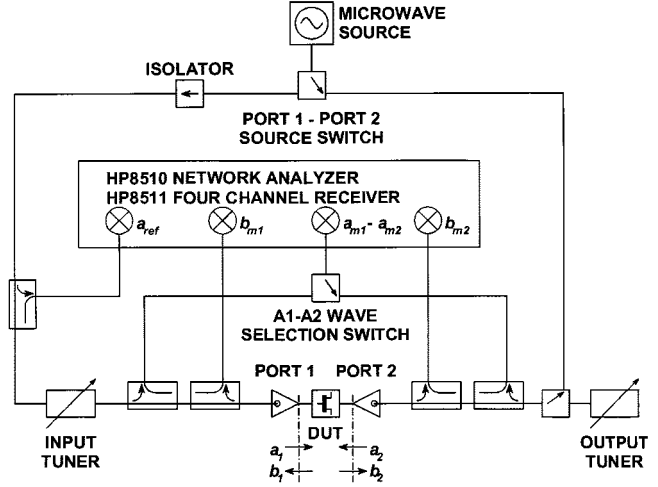 MICROWAVE
SOURCE
ISOLATOR
PORT 1 - PORT 2
SOURCE SWITCH
HP8510 NETWORK ANALYZER
HP8511 FOUR CHANNEL RECEIVER
a_ref b_m1 a_m1 - a_m2 b_m2
A1-A2 WAVE
SELECTION SWITCH
PORT 1 PORT 2
INPUT
TUNER
DUT
OUTPUT
TUNER
a_1 a_2
b_1 b_2